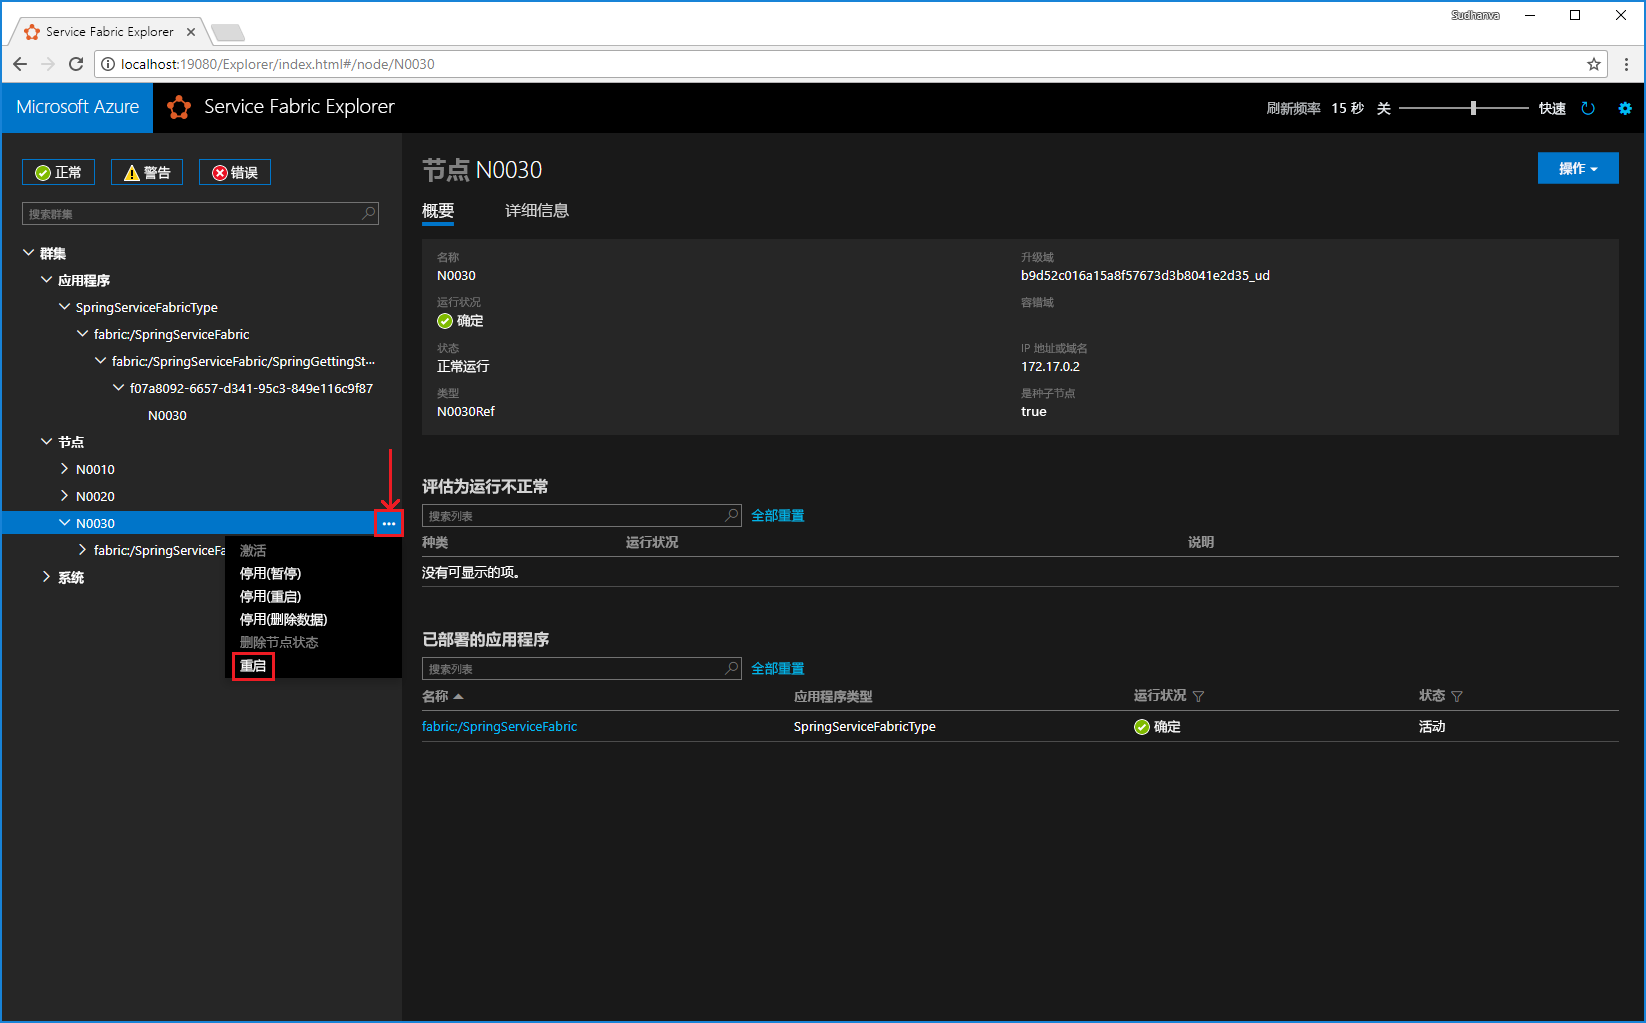 Sudhanva
Service Fabric Explorer
localhost:19080/Explorer/index.html#/node/N0030
Microsoft Azure
Service Fabric Explorer
刷新频率 15 秒 关 快速
正常 警告 错误
搜索群集
群集
应用程序
SpringServiceFabricType
fabric:/SpringServiceFabric
fabric:/SpringServiceFabric/SpringGettingSt···
f07a8092-6657-d341-95c3-849e116c9f87
N0030
节点
N0010
N0020
N0030
fabric:/SpringServiceFa
系统
激活
停用(暂停)
停用(重启)
停用(删除数据)
删除节点状态
重启
节点 N0030
操作
概要 详细信息
名称
N0030
运行状况
确定
状态
正常运行
类型
N0030Ref
升级域
b9d52c016a15a8f57673d3b8041e2d35_ud
容错域
IP 地址或域名
172.17.0.2
是种子节点
true
评估为运行不正常
搜索列表 全部重置
种类 运行状况 说明
没有可显示的项。
已部署的应用程序
搜索列表 全部重置
名称 应用程序类型 运行状况 状态
fabric:/SpringServiceFabric SpringServiceFabricType 确定 活动